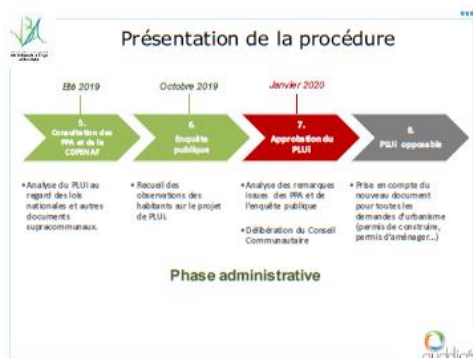 Présentation de la procédure
Eté 2019
Octobre 2019
Janvier 2020
5.
Consultation des
PPA et de la
CDPENAF
6.
Enquête
publique
7.
Approbation du
PLUi
8.
PLUi opposable
• Analyse du PLUi au
regard des lois
nationales et autres
documents
supracommunaux.
• Recueil des
observations des
habitants sur le projet
de PLUi.
• Analyse des remarques
issues des PPA et de
l'enquête publique
• Délibération du Conseil
Communautaire
• Prise en compte du
nouveau document
pour toutes les
demandes d'urbanisme
(permis de construire,
permis d'aménager...)
Phase administrative